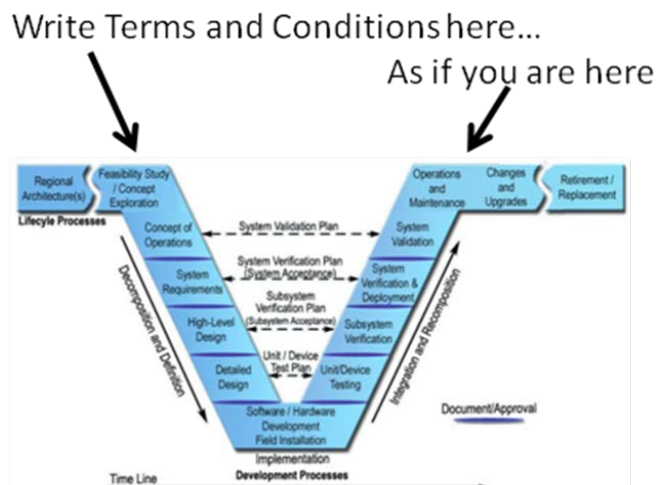 Write Terms and Conditions here...
As if you are here
Regional
Architecture(s)
Feasibility Study
/ Concept
Exploration
Operations
and
Maintenance
Changes
and
Upgrades
Retirement /
Replacement
Lifecyle Processes
Concept of
Operations
System Validation Plan
System
Validation
System
Requirements
System Verification Plan
(System Acceptance)
System
Verification &
Deployment
High-Level
Design
Subsystem
Verification Plan
(Subsystem Acceptance)
Subsystem
Verification
Detailed
Design
Unit / Device
Test Plan
Unit/Device
Testing
Decomposition and Definition
Integration and Recomposition
Software / Hardware
Development
Field Installation
Document/Approval
Implementation
Time Line
Development Processes